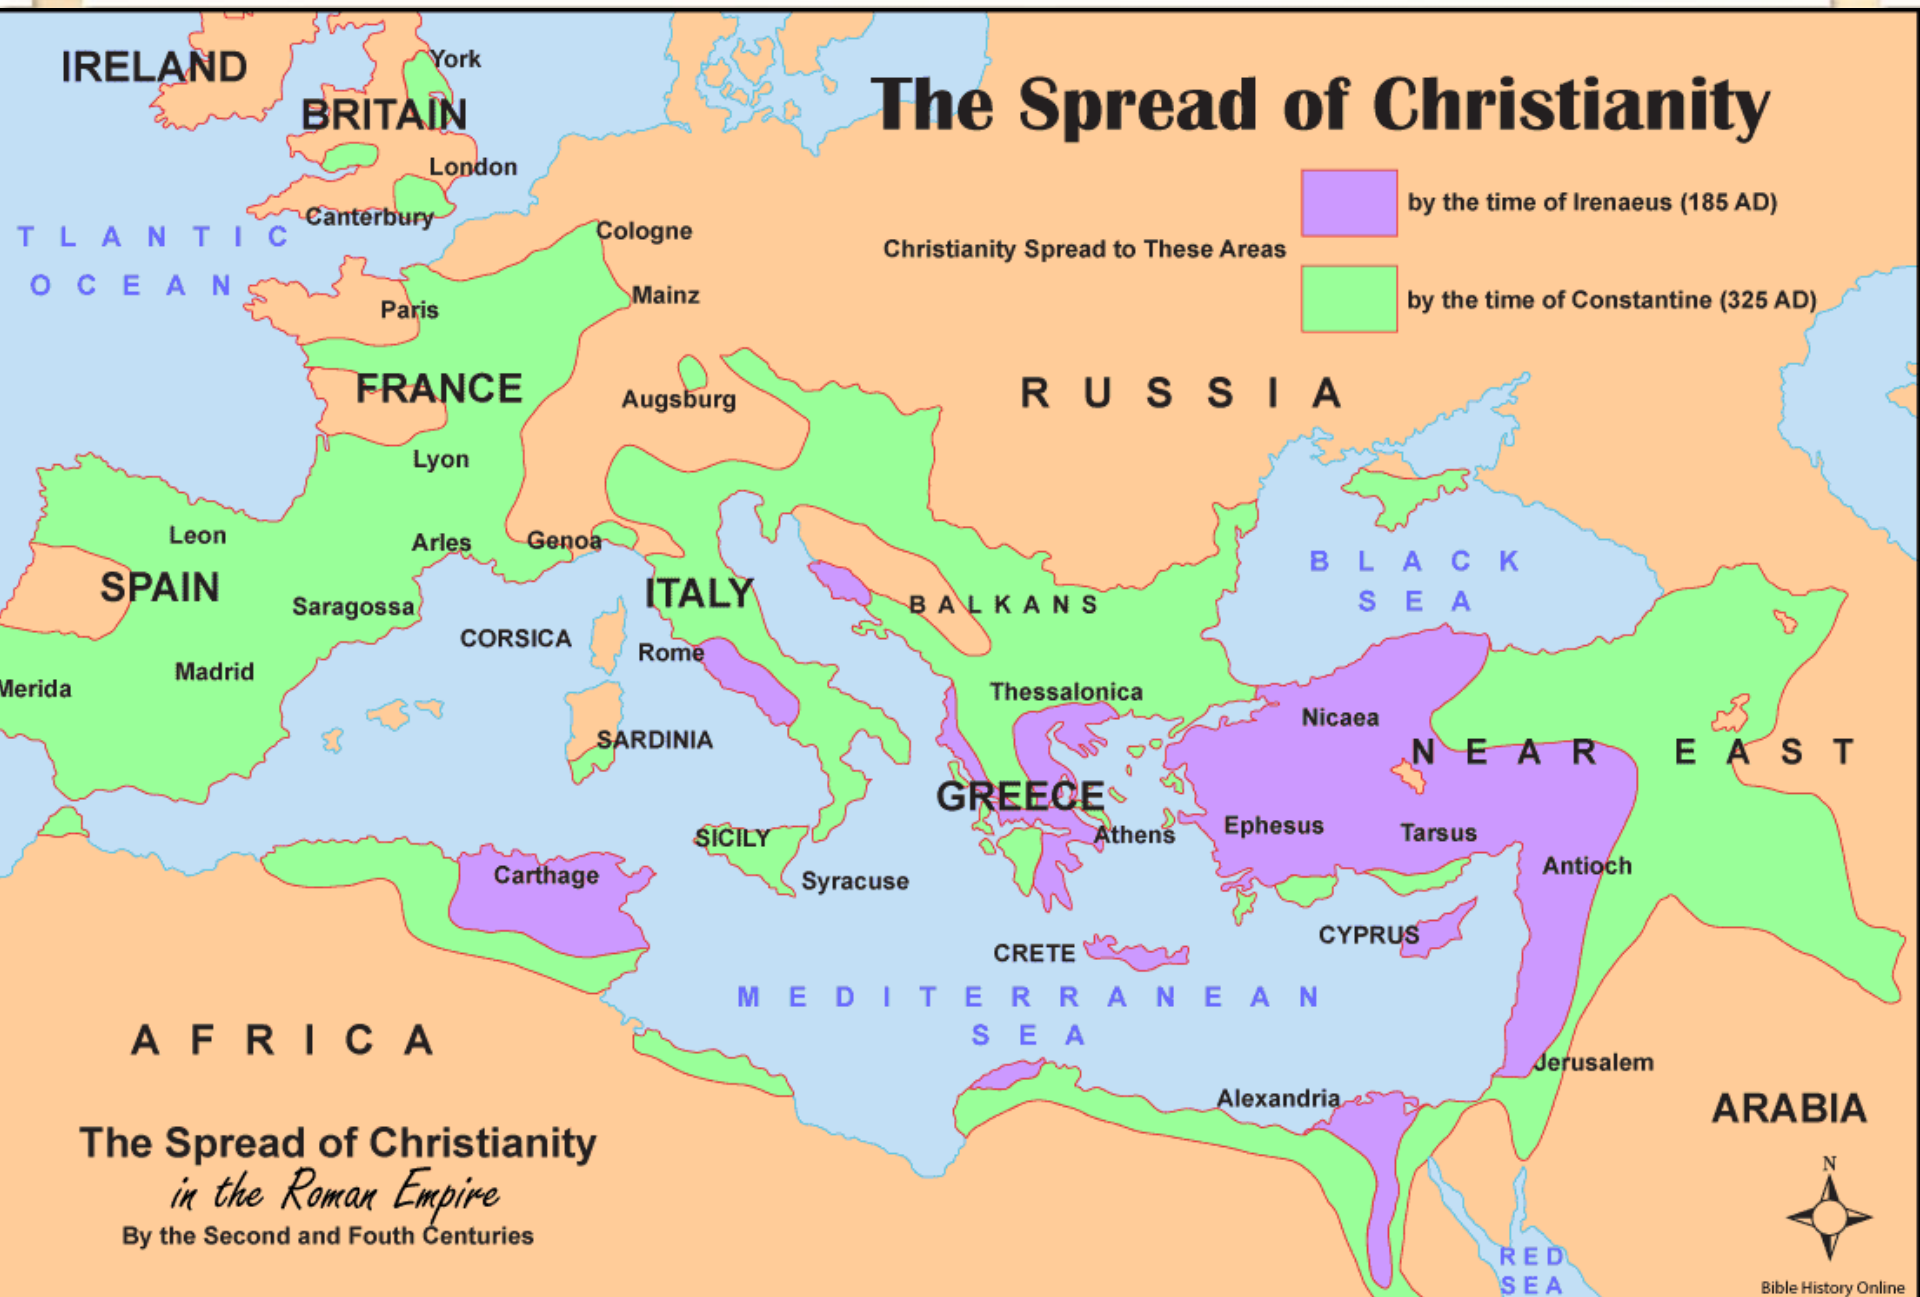 The Spread of Christianity
Christianity Spread to These Areas
by the time of Irenaeus (185 AD)
by the time of Constantine (325 AD)
IRELAND
York
BRITAIN
London
Canterbury
TLANTIC
OCEAN
Cologne
Mainz
Paris
FRANCE
Augsburg
RUSSIA
Lyon
Leon
Arles
Genoa
SPAIN
Saragossa
ITALY
BALKANS
BLACK
SEA
CORSICA
Rome
Madrid
Merida
Thessalonica
Nicaea
SARDINIA
NEAR EAST
GREECE
SICILY
Athens
Ephesus
Tarsus
Carthage
Syracuse
Antioch
CRETE
CYPRUS
MEDITERRANEAN
SEA
AFRICA
Jerusalem
Alexandria
ARABIA
The Spread of Christianity
in the Roman Empire
By the Second and Fouth Centuries
N
RED
SEA
Bible History Online